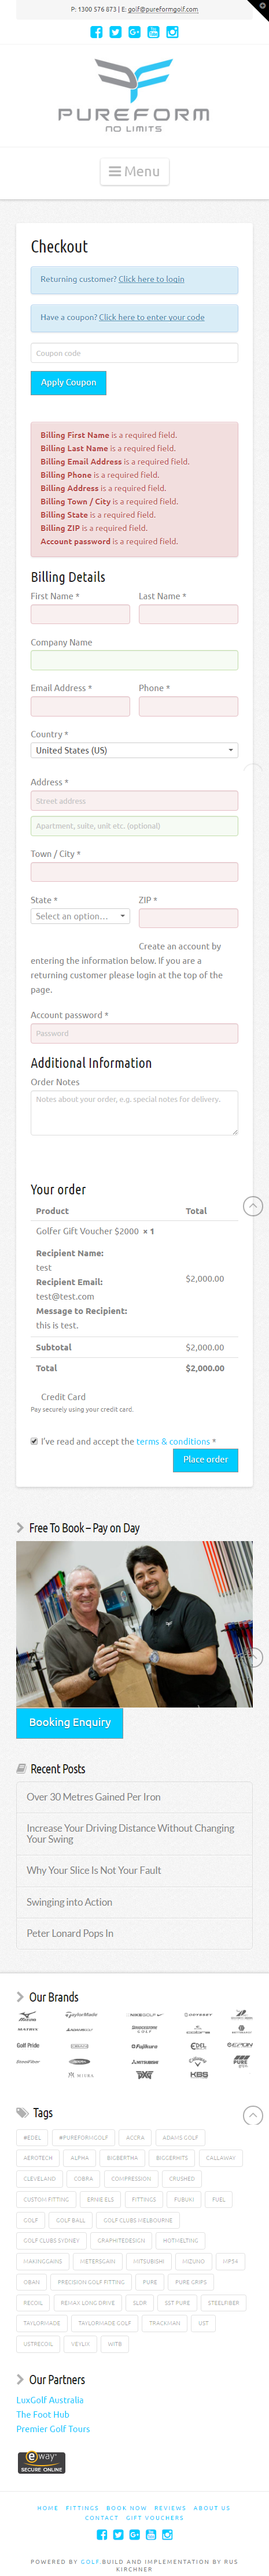 P: 1300 576 873 | E: golf@pureformgolf.com
PUREFORM
NO LIMITS
Menu
Checkout
Returning customer? Click here to login
Have a coupon? Click here to enter your code
Coupon code
Apply Coupon
Billing First Name is a required field.
Billing Last Name is a required field.
Billing Email Address is a required field.
Billing Phone is a required field.
Billing Address is a required field.
Billing Town / City is a required field.
Billing State is a required field.
Billing ZIP is a required field.
Account password is a required field.
Billing Details
First Name * Last Name *
Company Name
Email Address * Phone *
Country *
United States (US)
Address *
Street address
Apartment, suite, unit etc. (optional)
Town / City *
State * ZIP *
Select an option…
Create an account by
entering the information below. If you are a
returning customer please login at the top of the
page.
Account password *
Password
Additional Information
Order Notes
Notes about your order, e.g. special notes for delivery.
Your order
Product Total
Golfer Gift Voucher $2000 × 1
Recipient Name:
test
Recipient Email:
test@test.com
Message to Recipient:
this is test.
$2,000.00
Subtotal $2,000.00
Total $2,000.00
Credit Card
Pay securely using your credit card.
I've read and accept the terms & conditions *
Place order
Free To Book – Pay on Day
Booking Enquiry
Recent Posts
Over 30 Metres Gained Per Iron
Increase Your Driving Distance Without Changing
Your Swing
Why Your Slice Is Not Your Fault
Swinging into Action
Peter Lonard Pops In
Our Brands
TaylorMade
Golf Pride Fujikura
MIURA PXG KBS
Tags
#EDEL #PUREFORMGOLF ACCRA ADAMS GOLF
AEROTECH ALPHA BIGBERTHA BIGGERHITS CALLAWAY
CLEVELAND COBRA COMPRESSION CRUSHED
CUSTOM FITTING ERNIE ELS FITTINGS FUBUKI FUEL
GOLF GOLF BALL GOLF CLUBS MELBOURNE
GOLF CLUBS SYDNEY GRAPHITEDESIGN HOTMELTING
MAKINGGAINS METERSGAIN MITSUBISHI MIZUNO MP54
OBAN PRECISION GOLF FITTING PURE PURE GRIPS
RECOIL REMAX LONG DRIVE SLDR SST PURE STEELFIBER
TAYLORMADE TAYLORMADE GOLF TRACKMAN UST
USTRECOIL VEYLIX WITB
Our Partners
LuxGolf Australia
The Foot Hub
Premier Golf Tours
eWAY
SECURE ONLINE
HOME FITTINGS BOOK NOW REVIEWS ABOUT US
CONTACT GIFT VOUCHERS
POWERED BY GOLF.BUILD AND IMPLEMENTATION BY RUS
KIRCHNER